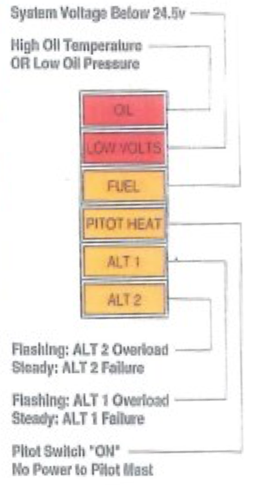 System Voltage Below 24.5v
High Oil Temperature
OR Low Oil Pressure
OIL
LOW VOLTS
FUEL
PITOT HEAT
ALT 1
ALT 2
Flashing: ALT 2 Overload
Steady: ALT 2 Failure
Flashing: ALT 1 Overload
Steady: ALT 1 Failure
Pitot Switch "ON"
No Power to Pitot Mast